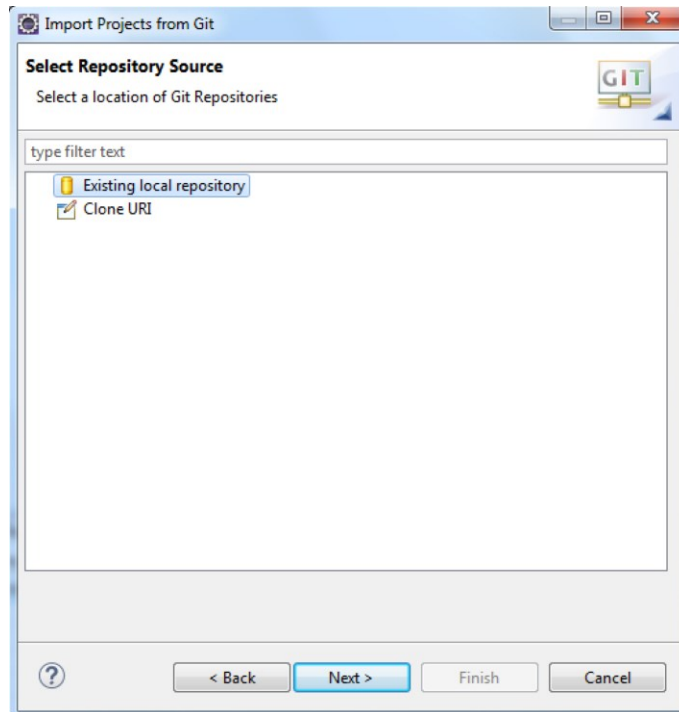 Import Projects from Git
Select Repository Source
Select a location of Git Repositories
GIT
type filter text
Existing local repository
Clone URI
?
< Back
Next >
Finish
Cancel